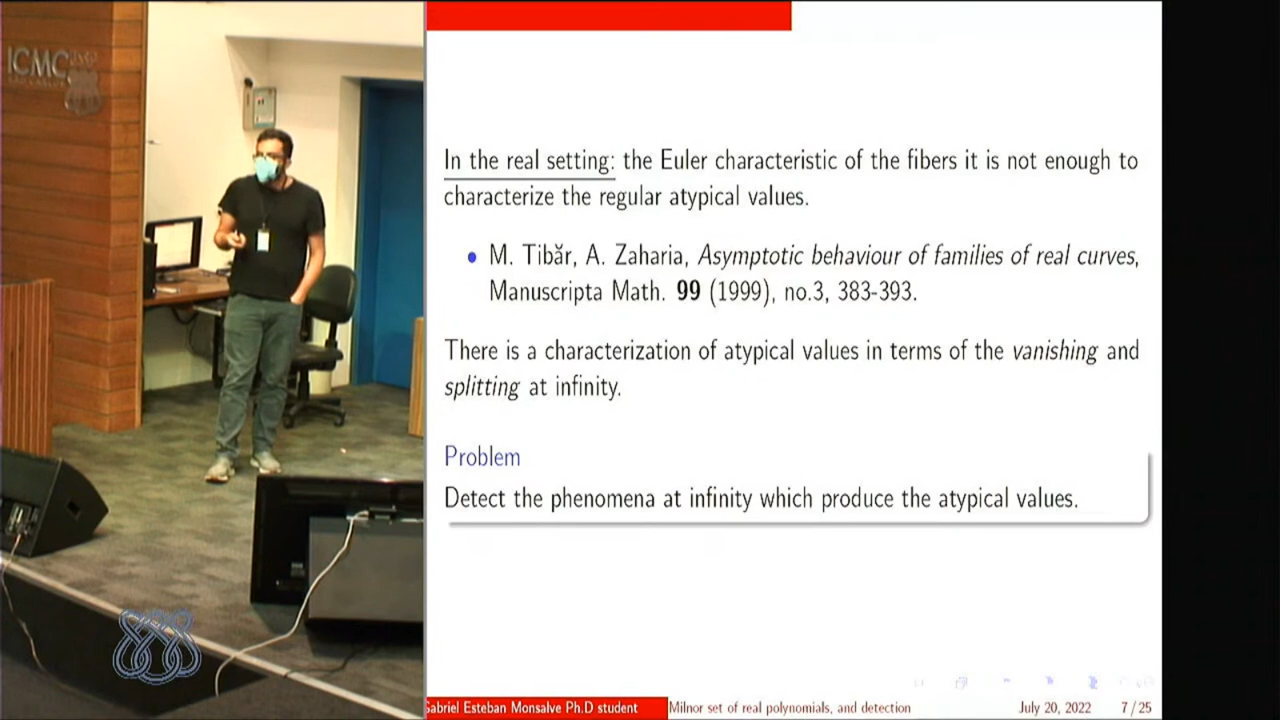 ICMC
In the real setting: the Euler characteristic of the fibers it is not enough to
characterize the regular atypical values.
M. Tibăr, A. Zaharia, Asymptotic behaviour of families of real curves,
Manuscripta Math. 99 (1999), no.3, 383-393.
There is a characterization of atypical values in terms of the vanishing and
splitting at infinity.
Problem
Detect the phenomena at infinity which produce the atypical values.
Gabriel Esteban Monsalve Ph.D student
Milnor set of real polynomials, and detection
July 20, 2022
7 / 25